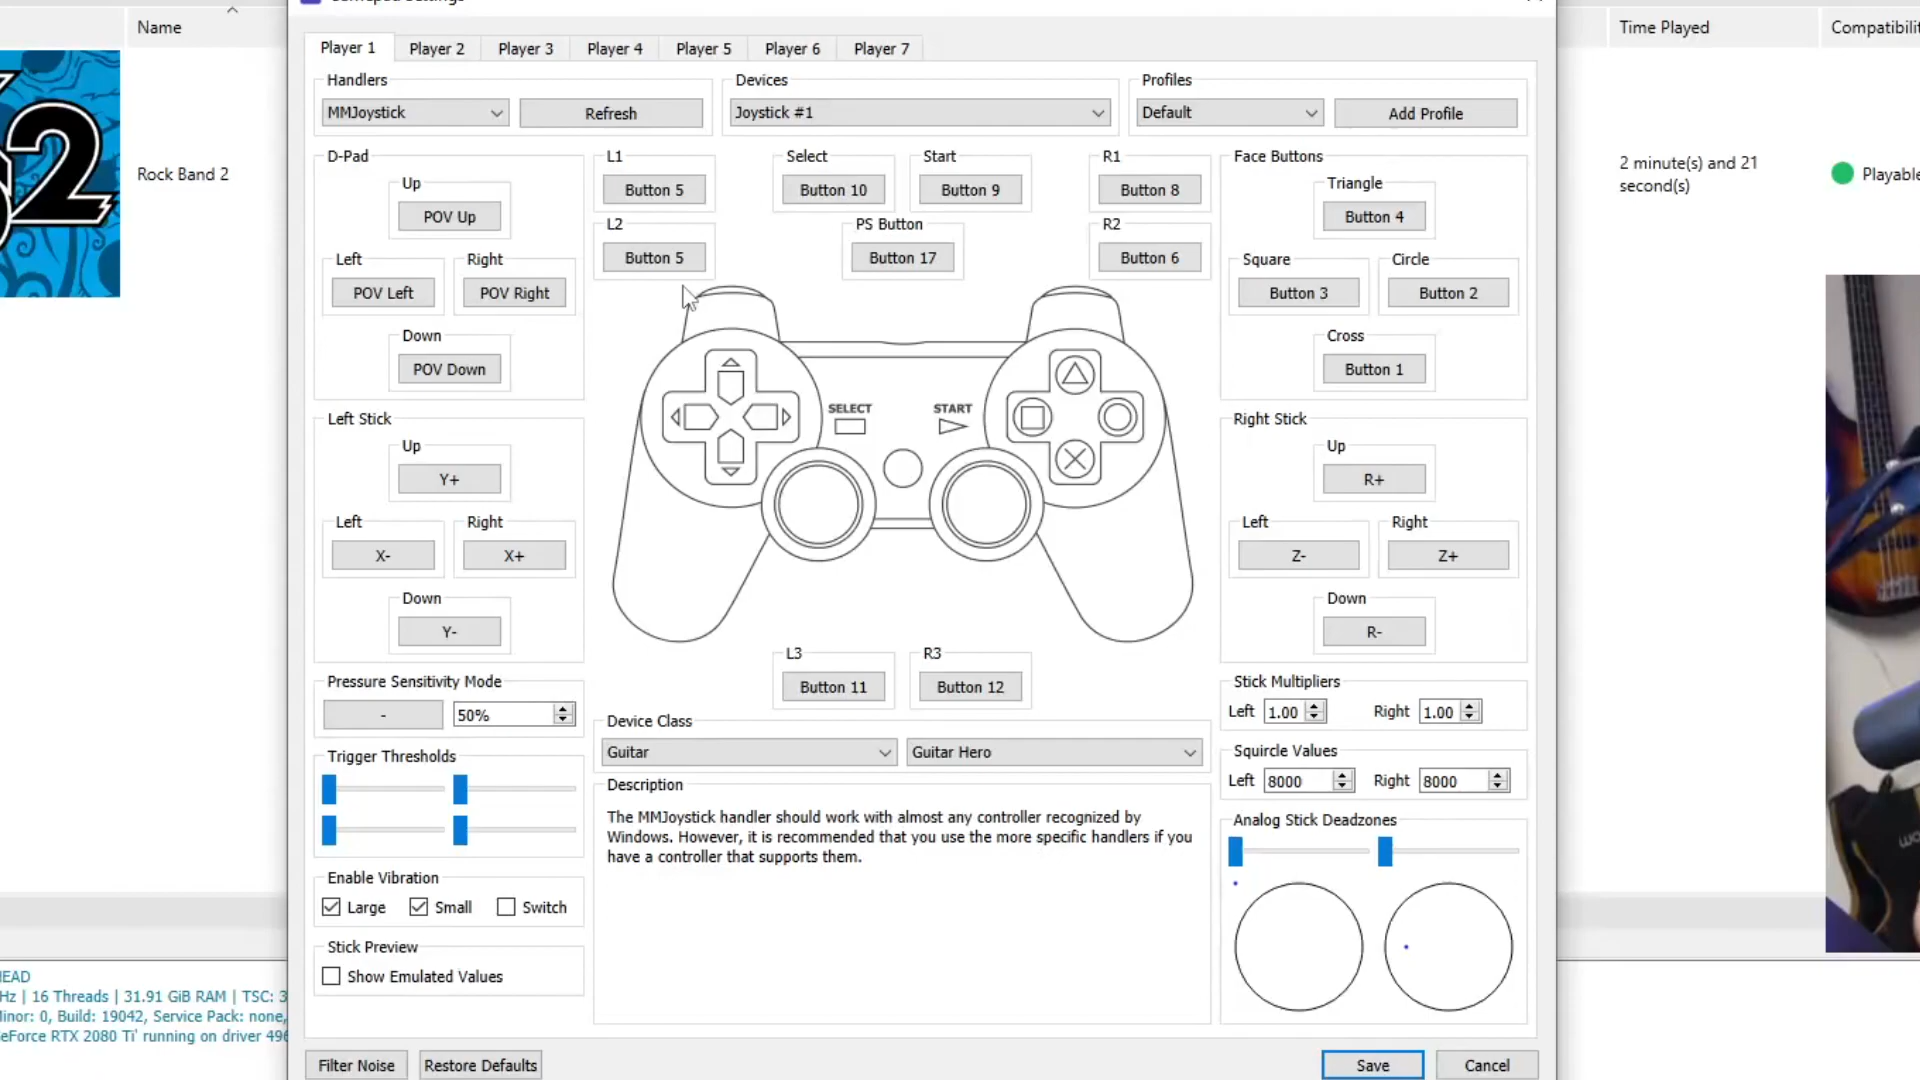 Name
Time Played
Player 1
Player 2
Player 3
Player 4
Player 5
Player 6
Player 7
Handlers
MMJoystick
Refresh
Devices
Joystick #1
Profiles
Default
Add Profile
D-Pad
Up
POV Up
Left
POV Left
Right
POV Right
Down
POV Down
L1
Button 5
L2
Button 5
Select
Button 10
Start
Button 9
PS Button
Button 17
R1
Button 8
R2
Button 6
Face Buttons
Triangle
Button 4
Square
Button 3
Circle
Button 2
Cross
Button 1
2
Rock Band 2
2 minute(s) and 21
second(s)
Playable
SELECT
START
Left Stick
Up
Y+
Left
X-
Right
X+
Down
Y-
Right Stick
Up
R+
Left
Z-
Right
Z+
Down
R-
L3
Button 11
R3
Button 12
Pressure Sensitivity Mode
-
50%
Trigger Thresholds
Enable Vibration
Large
Small
Switch
Stick Preview
Show Emulated Values
Device Class
Guitar
Guitar Hero
Description
The MMJoystick handler should work with almost any controller recognized by
Windows. However, it is recommended that you use the more specific handlers if you
have a controller that supports them.
Stick Multipliers
Left 1.00
Right 1.00
Squircle Values
Left 8000
Right 8000
Analog Stick Deadzones
HEAD
Hz | 16 Threads | 31.91 GiB RAM | TSC: 3
Minor: 0, Build: 19042, Service Pack: none,
eForce RTX 2080 Ti' running on driver 496
Filter Noise
Restore Defaults
Save
Cancel